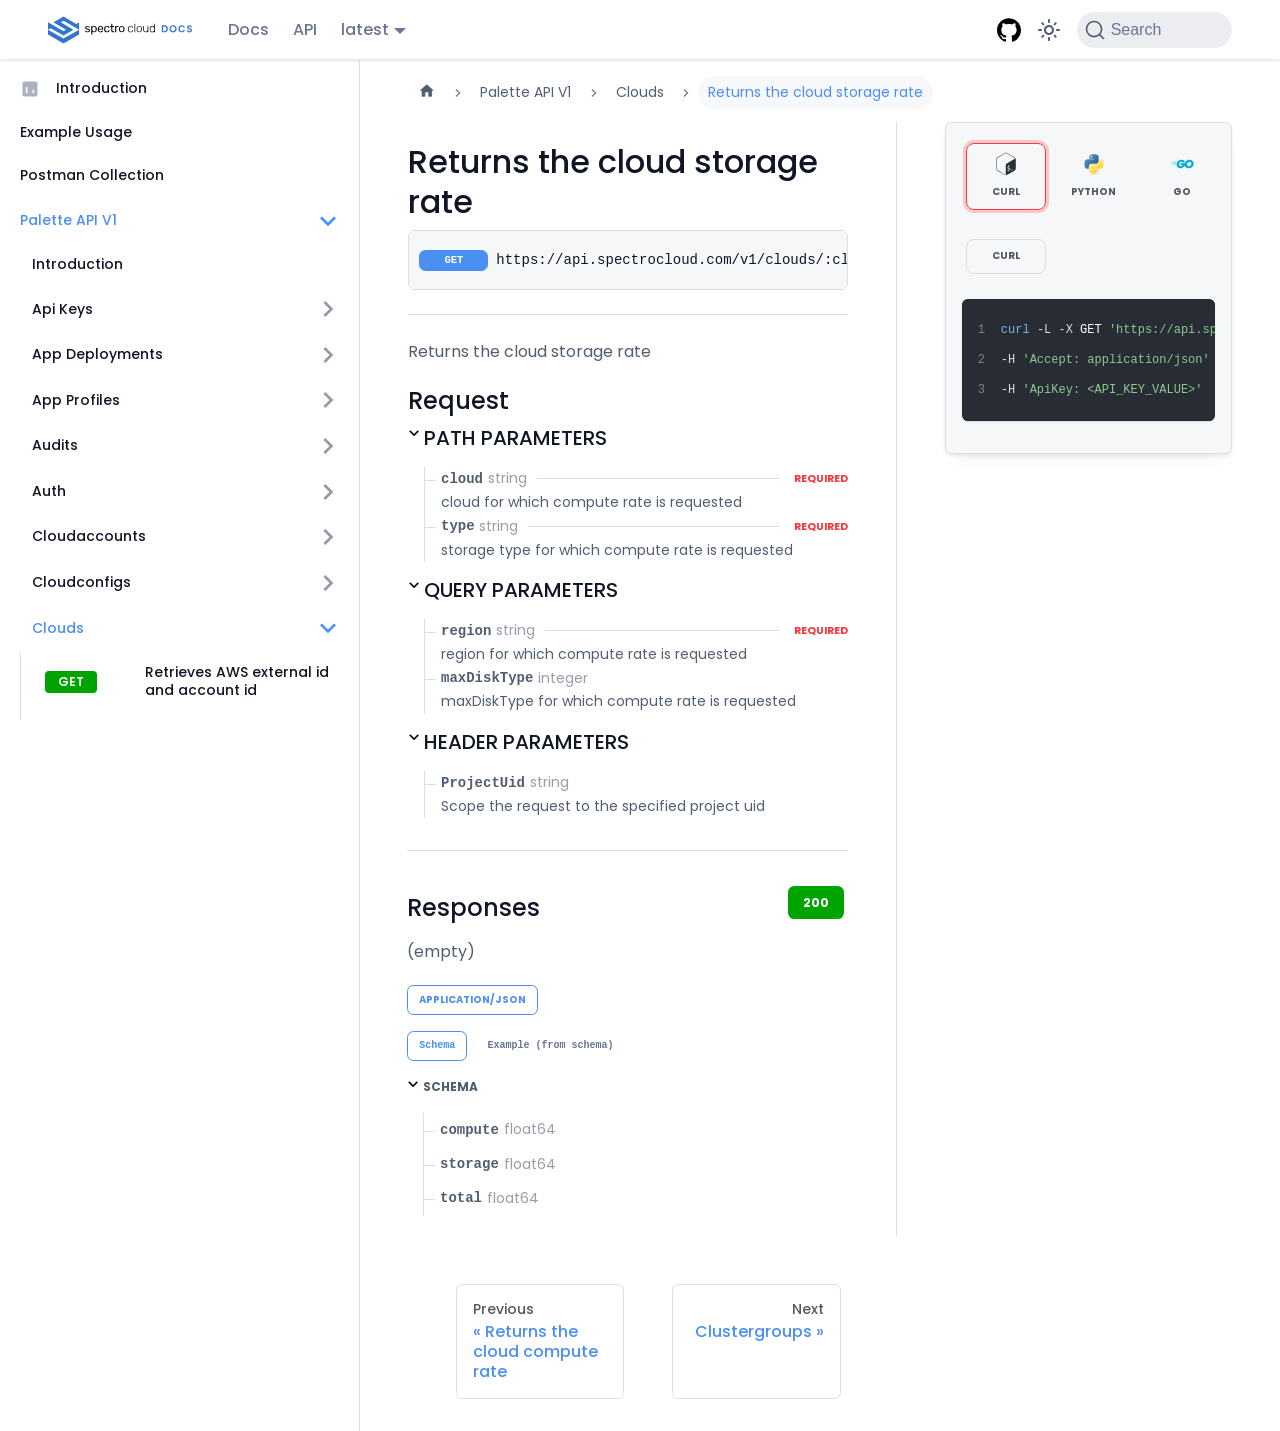 spectro cloud DOCS
Docs
API
latest
Search
Introduction
Example Usage
Postman Collection
Palette API V1
Introduction
Api Keys
App Deployments
App Profiles
Audits
Auth
Cloudaccounts
Cloudconfigs
Clouds
GET
Retrieves AWS external id
and account id
Palette API V1
Clouds
Returns the cloud storage rate
Returns the cloud storage
rate
GET https://api.spectrocloud.com/v1/clouds/:cl
Returns the cloud storage rate
Request
PATH PARAMETERS
cloud string REQUIRED
cloud for which compute rate is requested
type string REQUIRED
storage type for which compute rate is requested
QUERY PARAMETERS
region string REQUIRED
region for which compute rate is requested
maxDiskType integer
maxDiskType for which compute rate is requested
HEADER PARAMETERS
ProjectUid string
Scope the request to the specified project uid
Responses
200
(empty)
APPLICATION/JSON
Schema
Example (from schema)
SCHEMA
compute float64
storage float64
total float64
Previous
« Returns the
cloud compute
rate
Next
Clustergroups »
CURL
PYTHON
GO
CURL
1 curl -L -X GET 'https://api.sp
2 -H 'Accept: application/json'
3 -H 'ApiKey: <API_KEY_VALUE>'